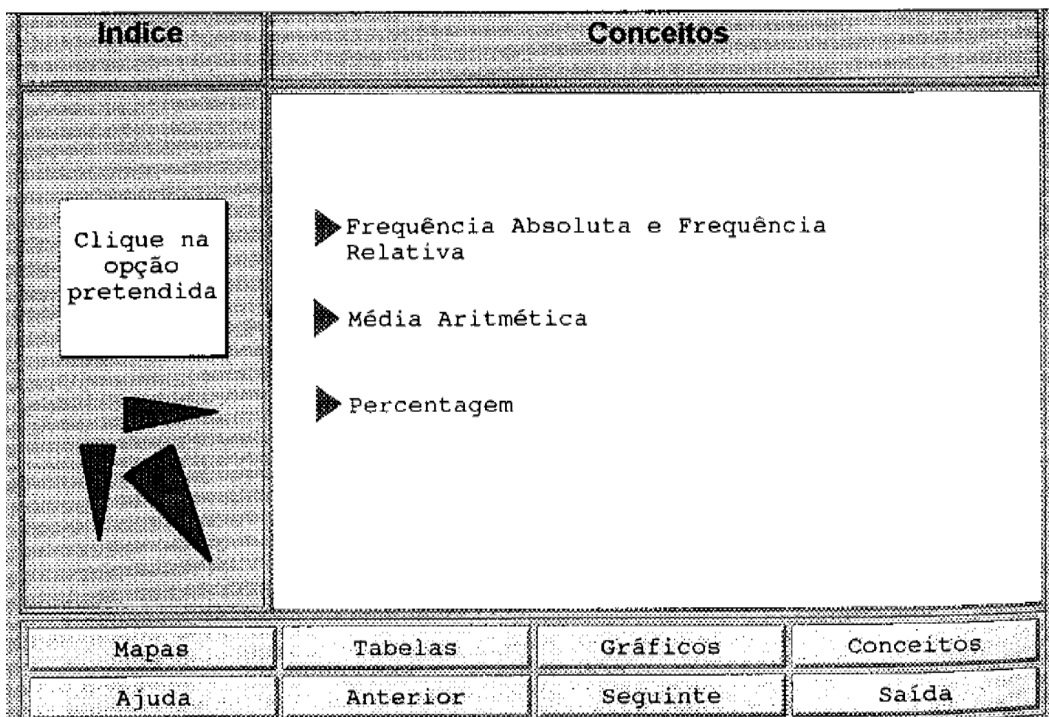 Indice
Conceitos
Clique na
opção
pretendida
Frequência Absoluta e Frequência
Relativa
Média Aritmética
Percentagem
Mapas
Tabelas
Gráficos
Conceitos
Ajuda
Anterior
Seguinte
Saída